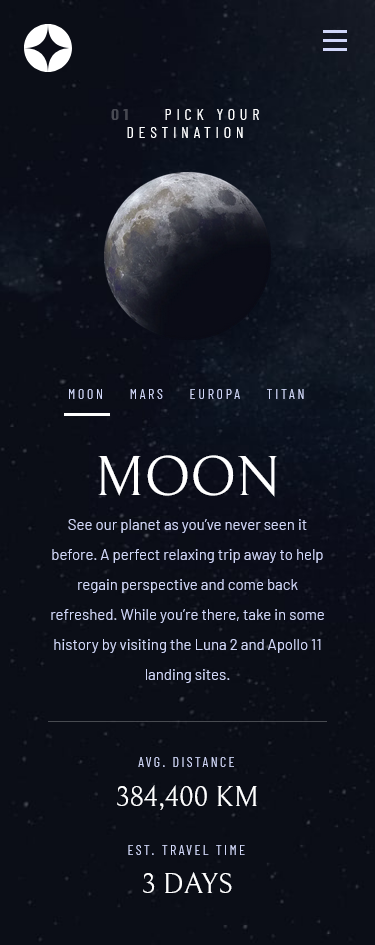 01 PICK YOUR
DESTINATION
MOON MARS EUROPA TITAN
MOON
See our planet as you’ve never seen it
before. A perfect relaxing trip away to help
regain perspective and come back
refreshed. While you’re there, take in some
history by visiting the Luna 2 and Apollo 11
landing sites.
AVG. DISTANCE
384,400 KM
EST. TRAVEL TIME
3 DAYS